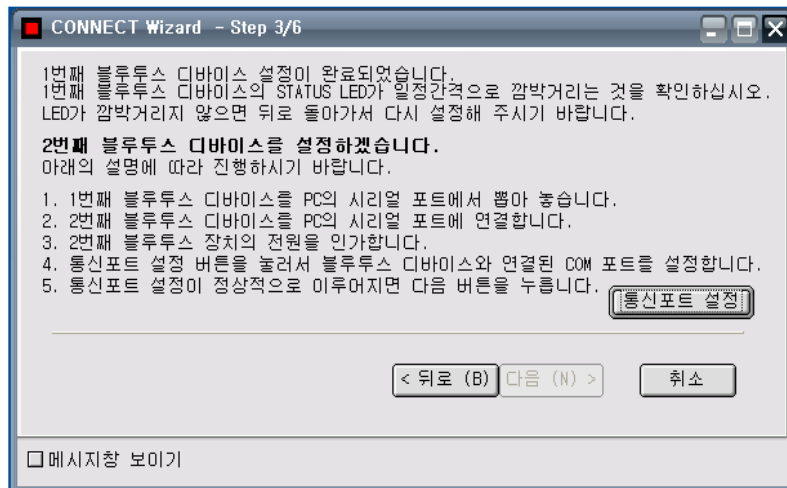 CONNECT Wizard - Step 3/6
1번째 블루투스 디바이스 설정이 완료되었습니다.
1번째 블루투스 디바이스의 STATUS LED가 일정간격으로 깜박거리는 것을 확인하십시오.
LED가 깜박거리지 않으면 뒤로 돌아가서 다시 설정해 주시기 바랍니다.
2번째 블루투스 디바이스를 설정하겠습니다.
아래의 설명에 따라 진행하시기 바랍니다.
1. 1번째 블루투스 디바이스를 PC의 시리얼 포트에서 뽑아 놓습니다.
2. 2번째 블루투스 디바이스를 PC의 시리얼 포트에 연결합니다.
3. 2번째 블루투스 장치의 전원을 인가합니다.
4. 통신포트 설정 버튼을 눌러서 블루투스 디바이스와 연결된 COM 포트를 설정합니다.
5. 통신포트 설정이 정상적으로 이루어지면 다음 버튼을 누릅니다.
통신포트 설정
< 뒤로 (B) 다음 (N) > 취소
메시지창 보이기